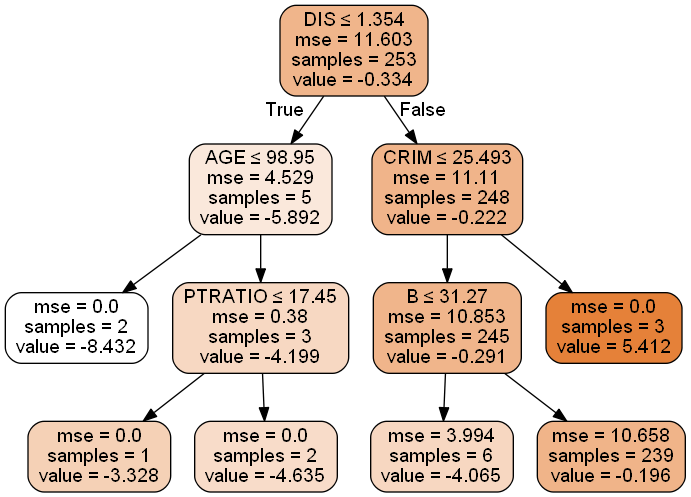 DIS ≤ 1.354
mse = 11.603
samples = 253
value = -0.334
True
False
AGE ≤ 98.95
mse = 4.529
samples = 5
value = -5.892
CRIM ≤ 25.493
mse = 11.11
samples = 248
value = -0.222
mse = 0.0
samples = 2
value = -8.432
PTRATIO ≤ 17.45
mse = 0.38
samples = 3
value = -4.199
B ≤ 31.27
mse = 10.853
samples = 245
value = -0.291
mse = 0.0
samples = 3
value = 5.412
mse = 0.0
samples = 1
value = -3.328
mse = 0.0
samples = 2
value = -4.635
mse = 3.994
samples = 6
value = -4.065
mse = 10.658
samples = 239
value = -0.196